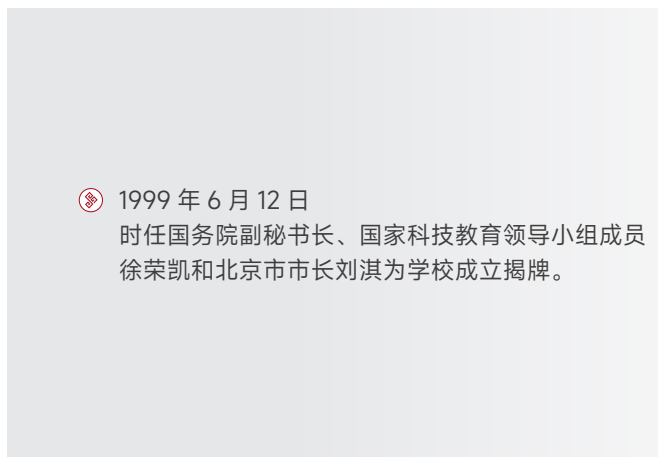 1999 年 6 月 12 日
时任国务院副秘书长、国家科技教育领导小组成员
徐荣凯和北京市市长刘淇为学校成立揭牌。